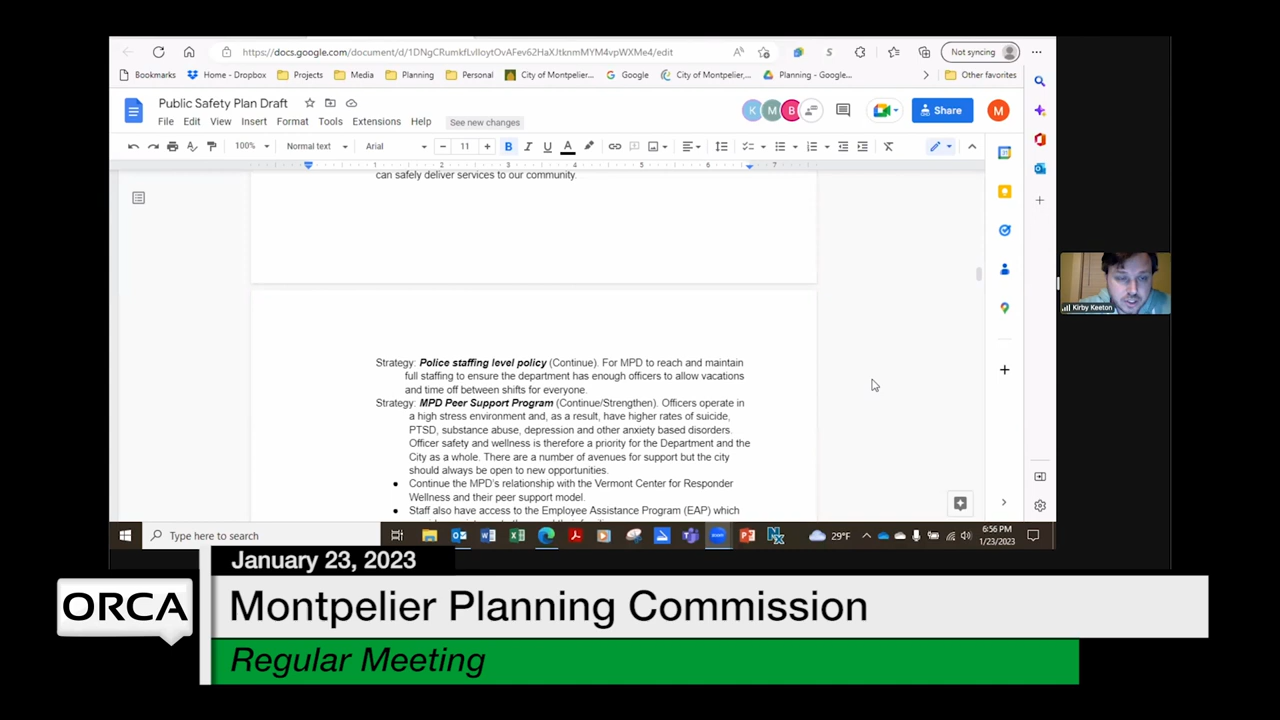 https://docs.google.com/document/d/1DNgCRumkfLvlloytOvAFev62HaXJtknmMYM4vpWXMe4/edit
Not syncing
Bookmarks
Home - Dropbox
Projects
Media
Planning
Personal
City of Montpelier...
Google
City of Montpelier,...
Planning - Google...
Other favorites
Public Safety Plan Draft
Share
File Edit View Insert Format Tools Extensions Help
See new changes
100% Normal text Arial 11
can safely deliver services to our community.
Strategy: Police staffing level policy (Continue). For MPD to reach and maintain
full staffing to ensure the department has enough officers to allow vacations
and time off between shifts for everyone.
Strategy: MPD Peer Support Program (Continue/Strengthen). Officers operate in
a high stress environment and, as a result, have higher rates of suicide,
PTSD, substance abuse, depression and other anxiety based disorders.
Officer safety and wellness is therefore a priority for the Department and the
City as a whole. There are a number of avenues for support but the city
should always be open to new opportunities.
● Continue the MPD's relationship with the Vermont Center for Responder
Wellness and their peer support model.
● Staff also have access to the Employee Assistance Program (EAP) which
Kirby Keeton
Type here to search
29°F
6:56 PM
1/23/2023
January 23, 2023
ORCA
Montpelier Planning Commission
Regular Meeting